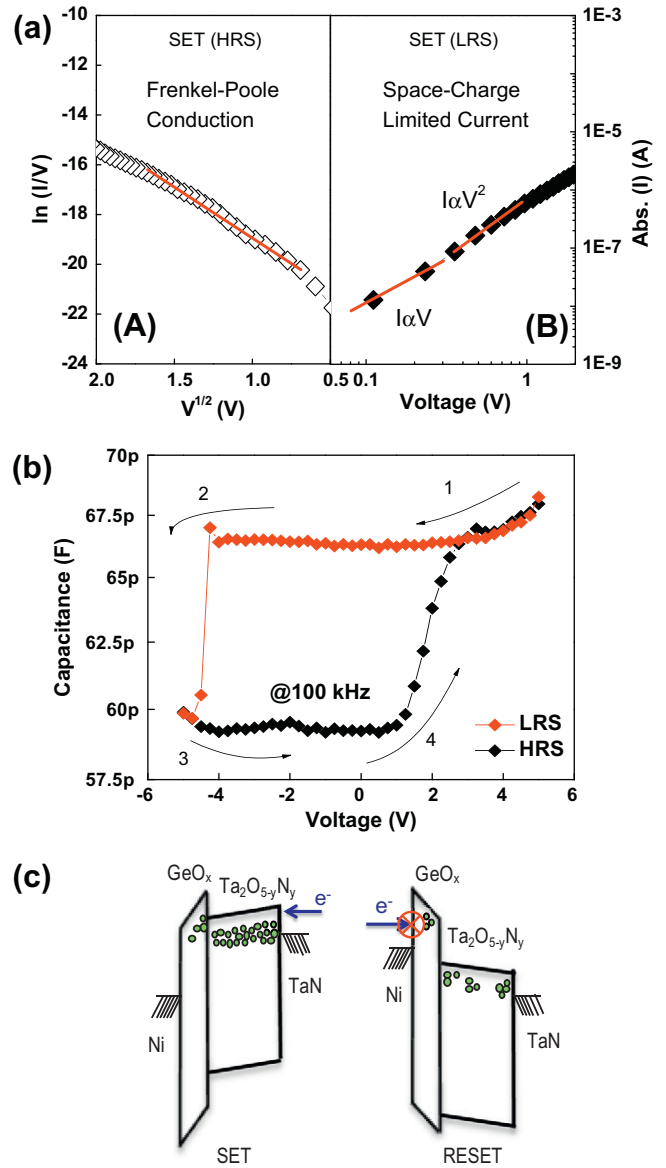 (a)
-10
-12
-14
-16
-18
-20
-22
-24
ln (I/V)
SET (HRS)
Frenkel-Poole
Conduction
(A)
2.0
1.5
1.0
0.5
V1/2 (V)
SET (LRS)
Space-Charge
Limited Current
IαV2
IαV
(B)
0.1
1
Voltage (V)
1E-3
1E-5
1E-7
1E-9
Abs. (I) (A)
(b)
70p
67.5p
65p
62.5p
60p
57.5p
Capacitance (F)
2
1
@100 kHz
3
4
LRS
HRS
-6
-4
-2
0
2
4
6
Voltage (V)
(c)
GeOx
Ta2O5-yNy
e-
TaN
Ni
SET
GeOx
e-
Ta2O5-yNy
Ni
TaN
RESET